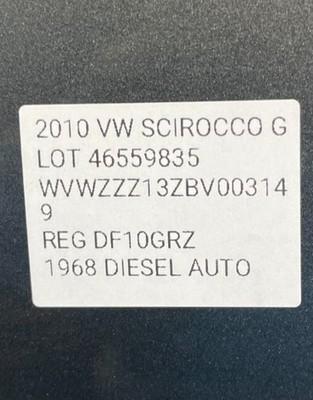 2010 VW SCIROCCO G
LOT 46559835
WVWZZZ13ZBV00314
9
REG DF10GRZ
1968 DIESEL AUTO